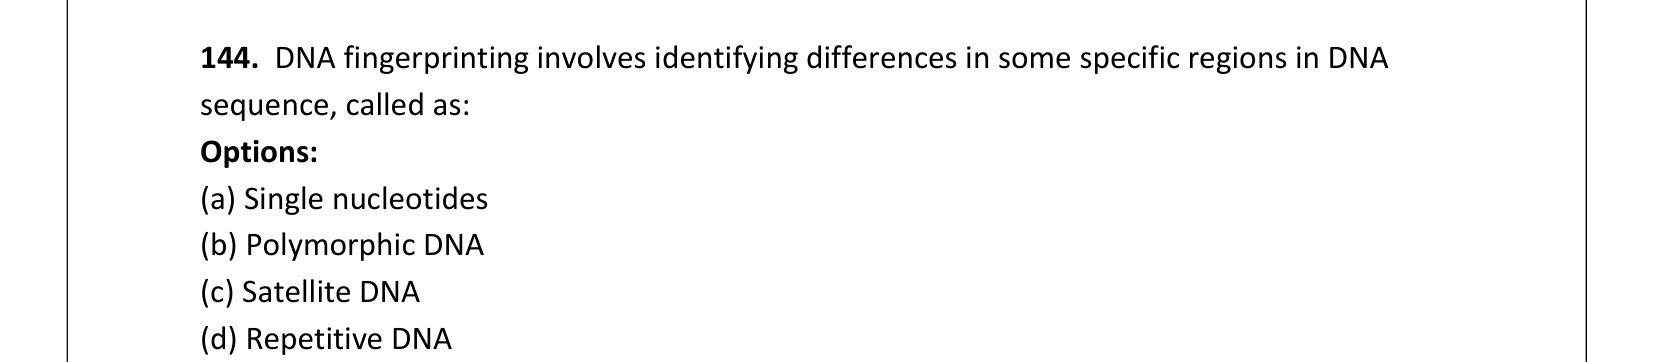 144. DNA fingerprinting involves identifying differences in some specific regions in DNA
sequence, called as:
Options:
(a) Single nucleotides
(b) Polymorphic DNA
(c) Satellite DNA
(d) Repetitive DNA